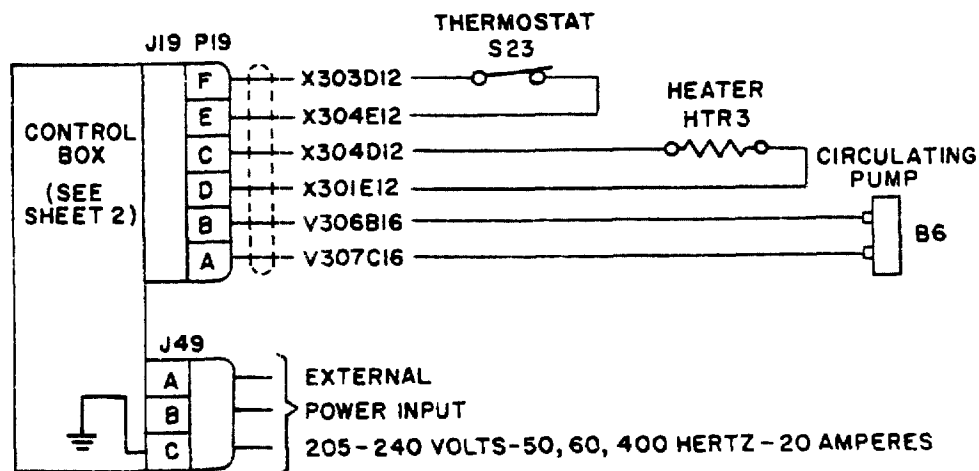 THERMOSTAT
S23
J19 P19
F X303D12
E X304E12
HEATER
HTR3
CONTROL
BOX
(SEE
SHEET 2)
C X304D12
D X301E12
CIRCULATING
PUMP
B V306B16
B6
A V307C16
J49
A EXTERNAL
B POWER INPUT
C 205-240 VOLTS-50, 60, 400 HERTZ-20 AMPERES